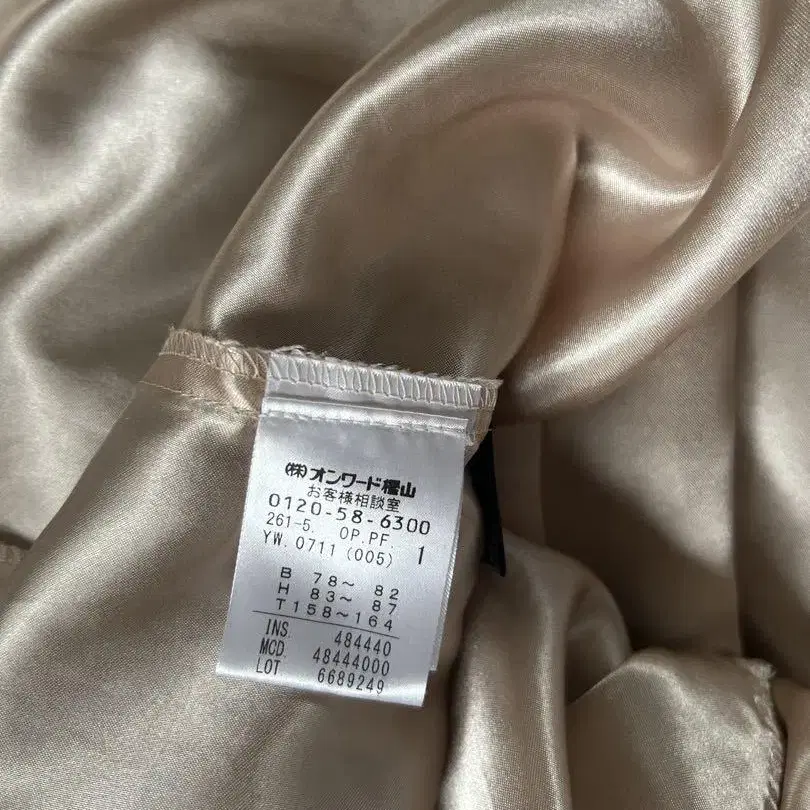 (株)オンワード樫山
お客様相談室
0120-58-6300
261-5. OP.PF.
YW. 0711 (005) 1
B 78~ 82
H 83~ 87
T 158~164
INS. 484440
MCD. 48444000
LOT 6689249